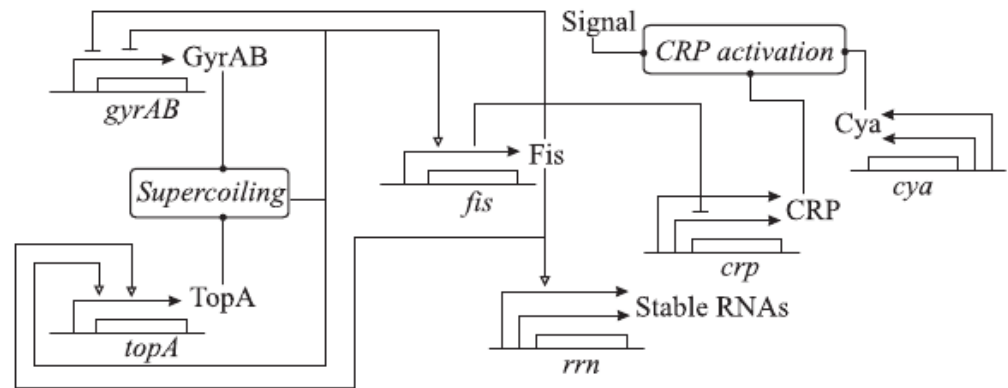 Signal
GyrAB
CRP activation
gyrAB
Cya
Fis
cya
Supercoiling
fis
CRP
crp
TopA
Stable RNAs
topA
rrn